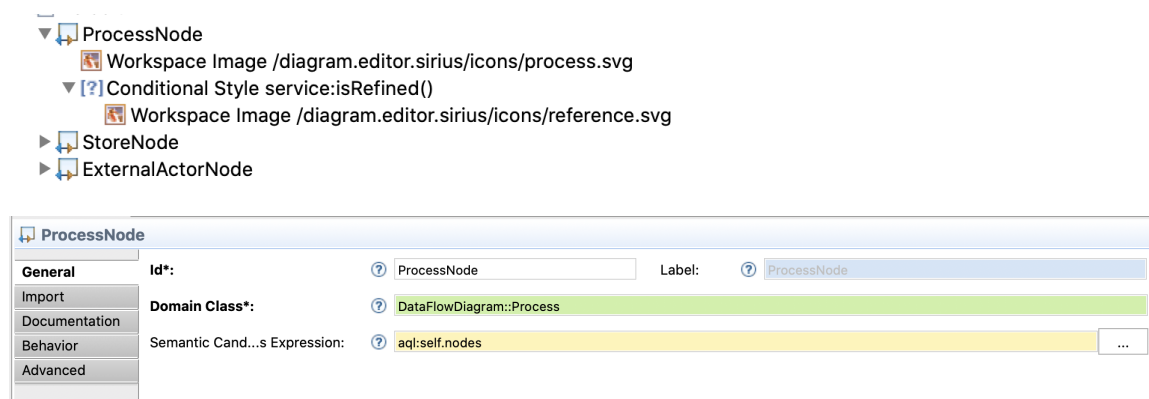 ProcessNode
Workspace Image /diagram.editor.sirius/icons/process.svg
[?] Conditional Style service:isRefined()
Workspace Image /diagram.editor.sirius/icons/reference.svg
StoreNode
ExternalActorNode
ProcessNode
General
Id*: ? ProcessNode Label: ? ProcessNode
Import
Domain Class*: ? DataFlowDiagram::Process
Documentation
Behavior
Semantic Cand...s Expression: ? aql:self.nodes ...
Advanced